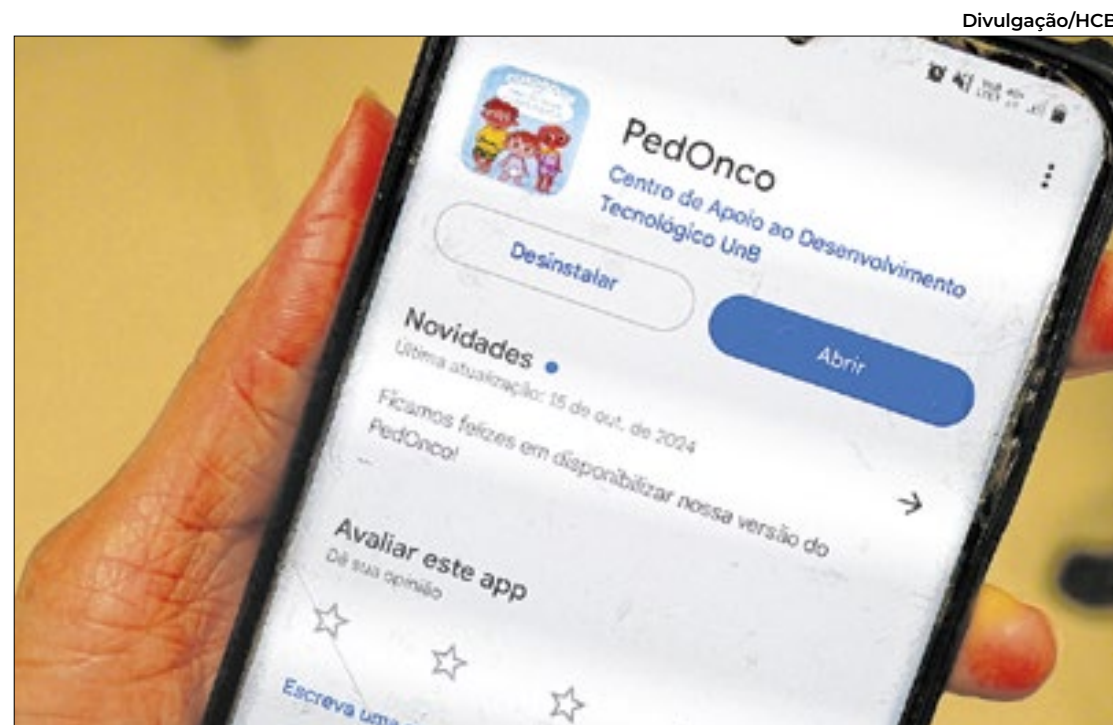 Divulgação/HCB
PedOnco
Centro de Apoio ao Desenvolvimento
Tecnológico UnB
Desinstalar
Abrir
Novidades
Última atualização: 15 de out. de 2024
Ficamos felizes em disponibilizar nossa versão do
PedOnco!
...
Avaliar este app
Dê sua opinião
Escreva uma